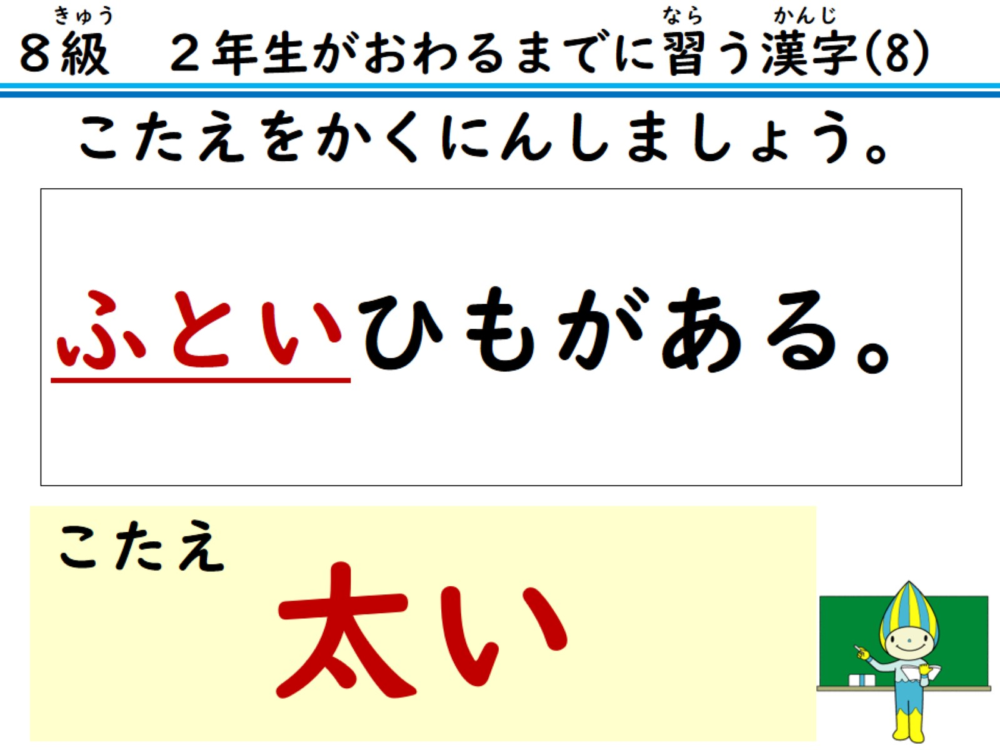 きゅう なら かんじ
８級　２年生がおわるまでに習う漢字(8)
こたえをかくにんしましょう。
ふといひもがある。
こたえ
太い